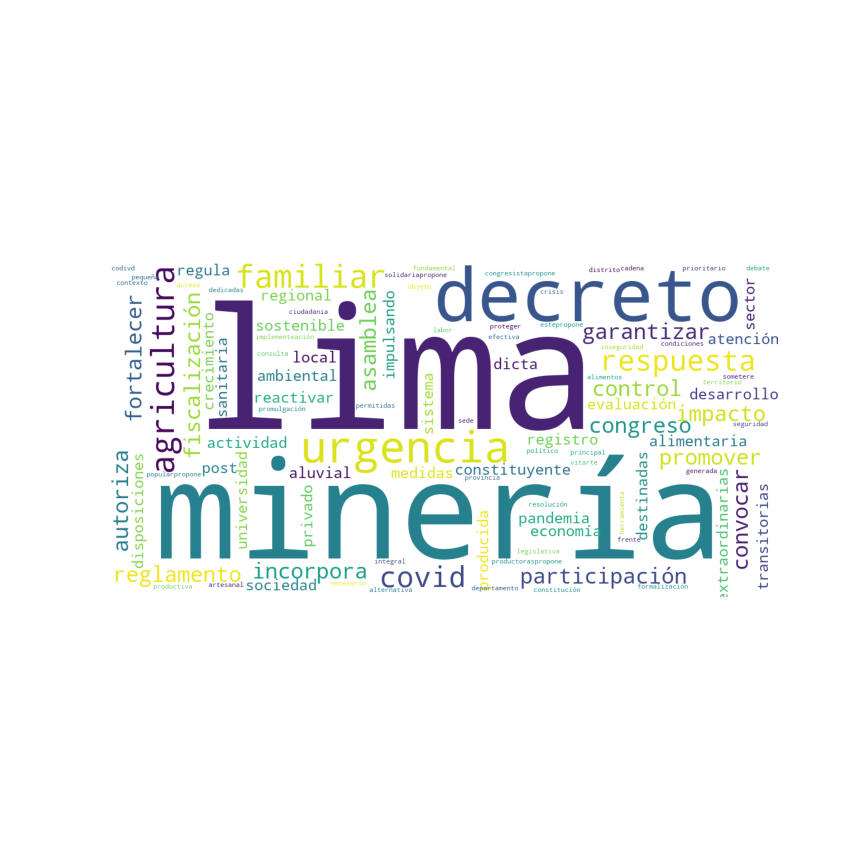 lima
minería
decreto
urgencia
familiar
agricultura
respuesta
covid
participación
incorpora
garantizar
promover
control
impacto
congreso
reglamento
convocar
fiscalización
fortalecer
autoriza
asamblea
regula
regional
sostenible
local
ambiental
reactivar
actividad
post
aluvial
medidas
constituyente
sanitaria
crecimiento
impulsando
sistema
dicta
atención
desarrollo
evaluación
registro
alimentaria
sector
disposiciones
universidad
privado
sociedad
producida
pandemia
economía
destinadas
extraordinarias
transitorias
codivd
pequeña
contexto
acceso
dedicadas
ciudadania
implementeación
consulta
promulgación
permitidas
solidariapropone
fundamental
objeto
congresistapropone
crisis
estepropone
labor
proteger
efectiva
distrito
cadena
prioritario
debate
inseguridad
condiciones
alimentos
sometere
territorio
seguridad
sede
político
principal
vitarte
generada
provincia
popularpropone
productiva
artesanal
necesario
integral
alternativa
departamento
productoraspropone
legislativa
resolución
constitución
formalización
frente
herramienta